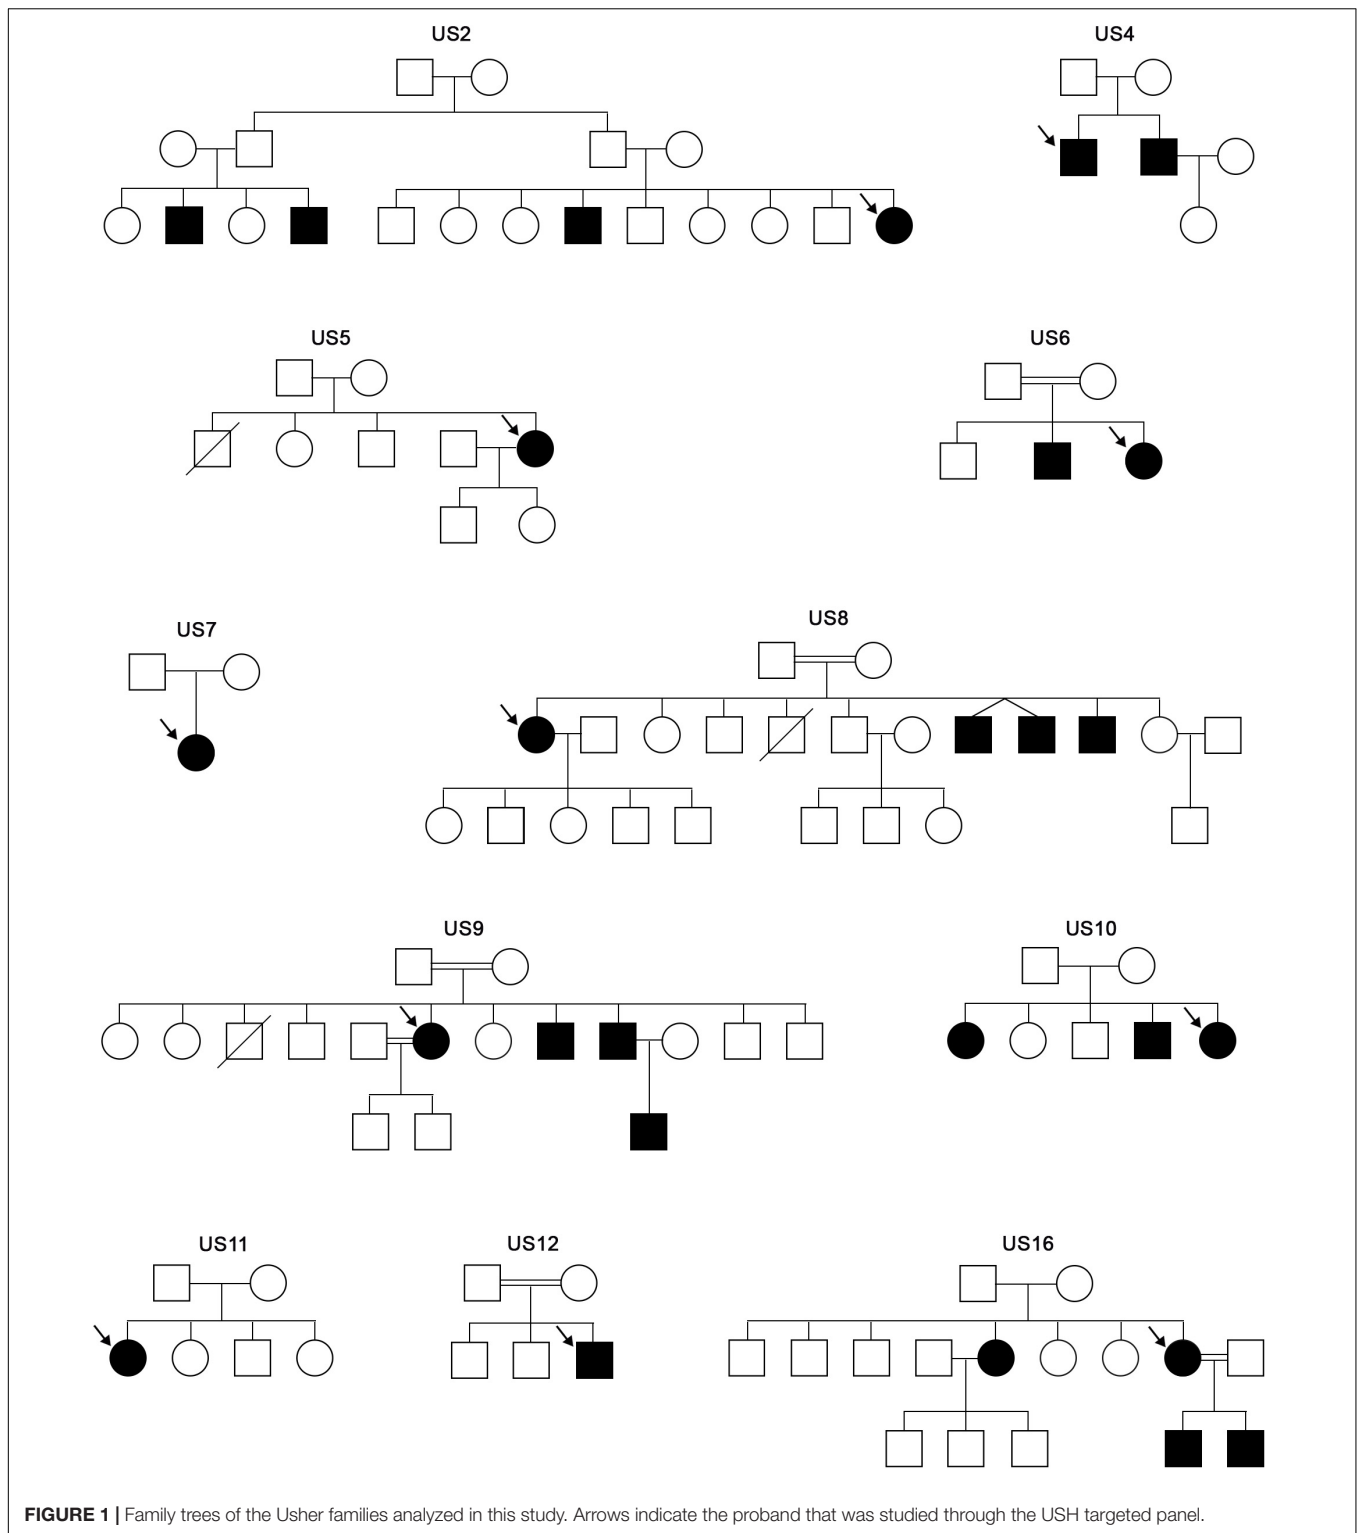 US2
US4
US5
US6
US7
US8
US9
US10
US11
US12
US16
FIGURE 1 | Family trees of the Usher families analyzed in this study. Arrows indicate the proband that was studied through the USH targeted panel.